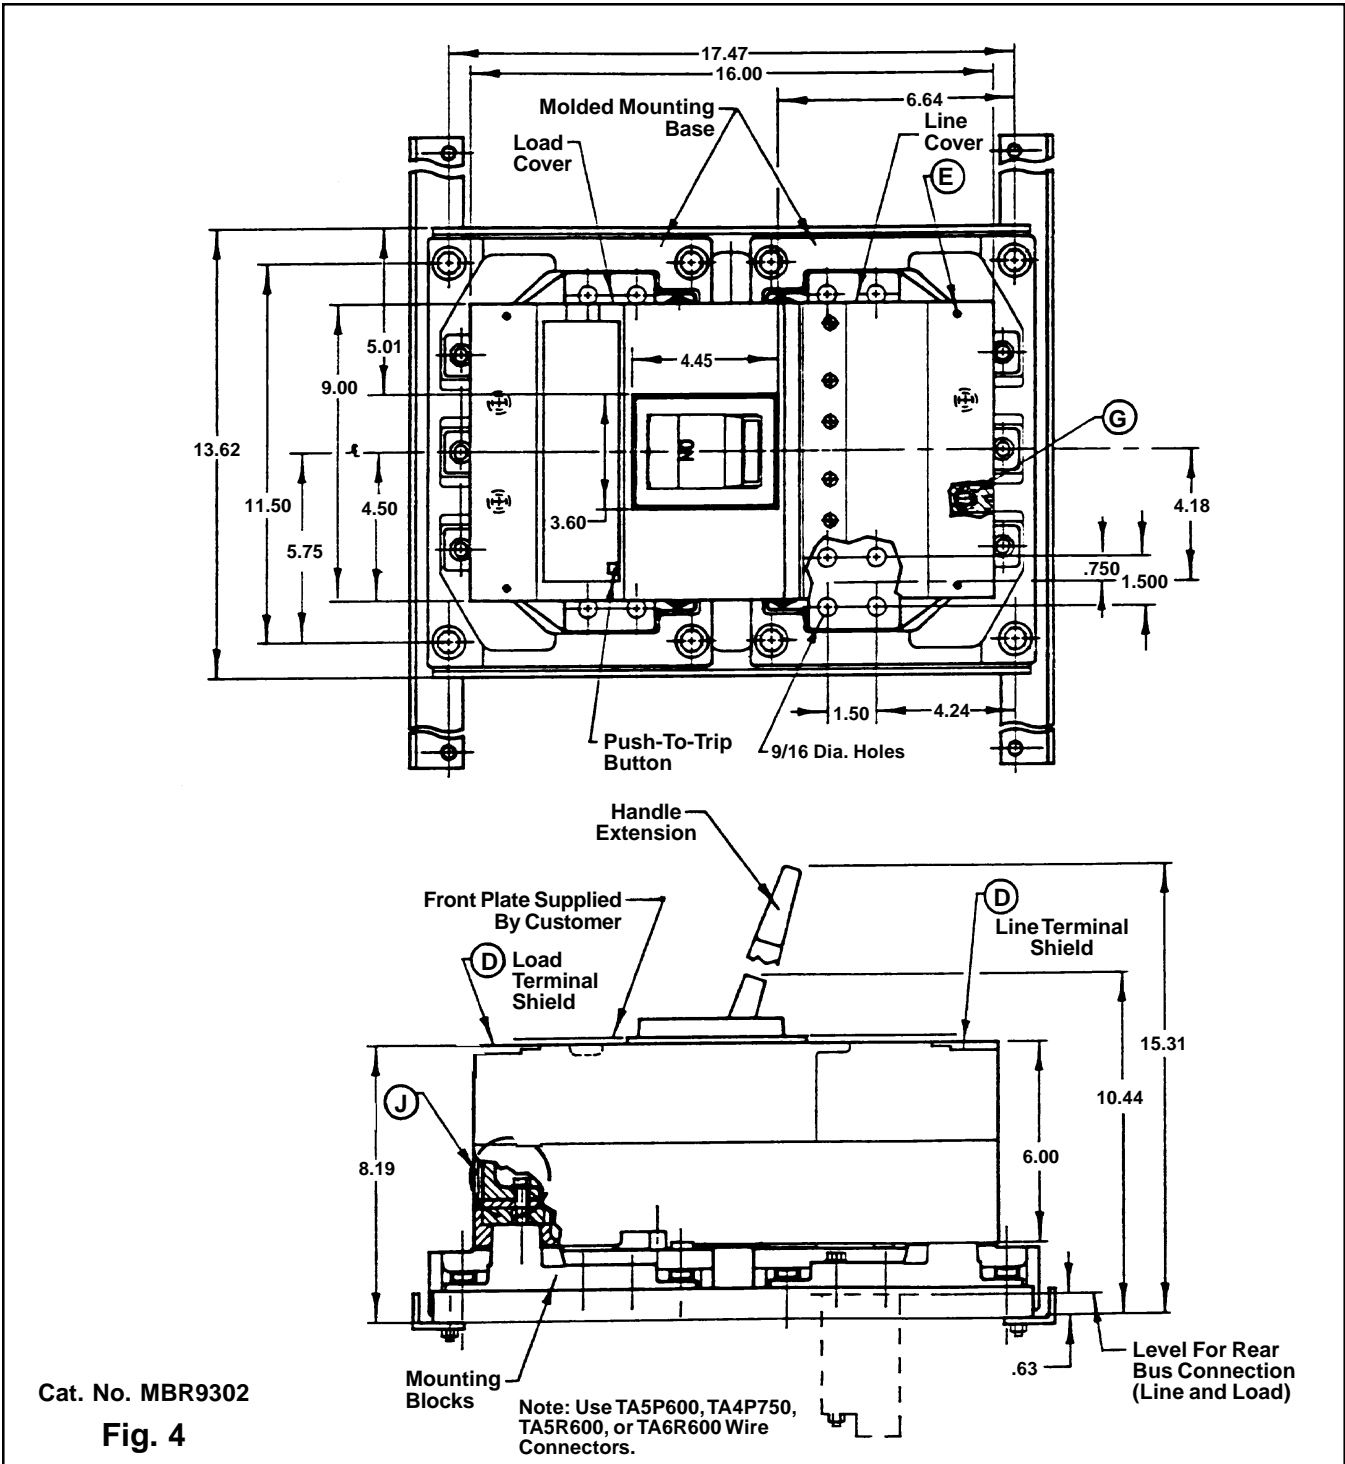 17.47
16.00
6.64
Molded Mounting
Base
Line
Cover
Load
Cover
E
5.01
4.45
9.00
G
13.62
ON
11.50
4.50
4.18
3.60
5.75
.750
1.500
1.50
4.24
Push-To-Trip
Button
9/16 Dia. Holes
Handle
Extension
Front Plate Supplied
By Customer
D
Line Terminal
Shield
D Load
Terminal
Shield
15.31
10.44
J
8.19
6.00
.63
Level For Rear
Bus Connection
(Line and Load)
Mounting
Blocks
Cat. No. MBR9302
Fig. 4
Note: Use TA5P600, TA4P750,
TA5R600, or TA6R600 Wire
Connectors.